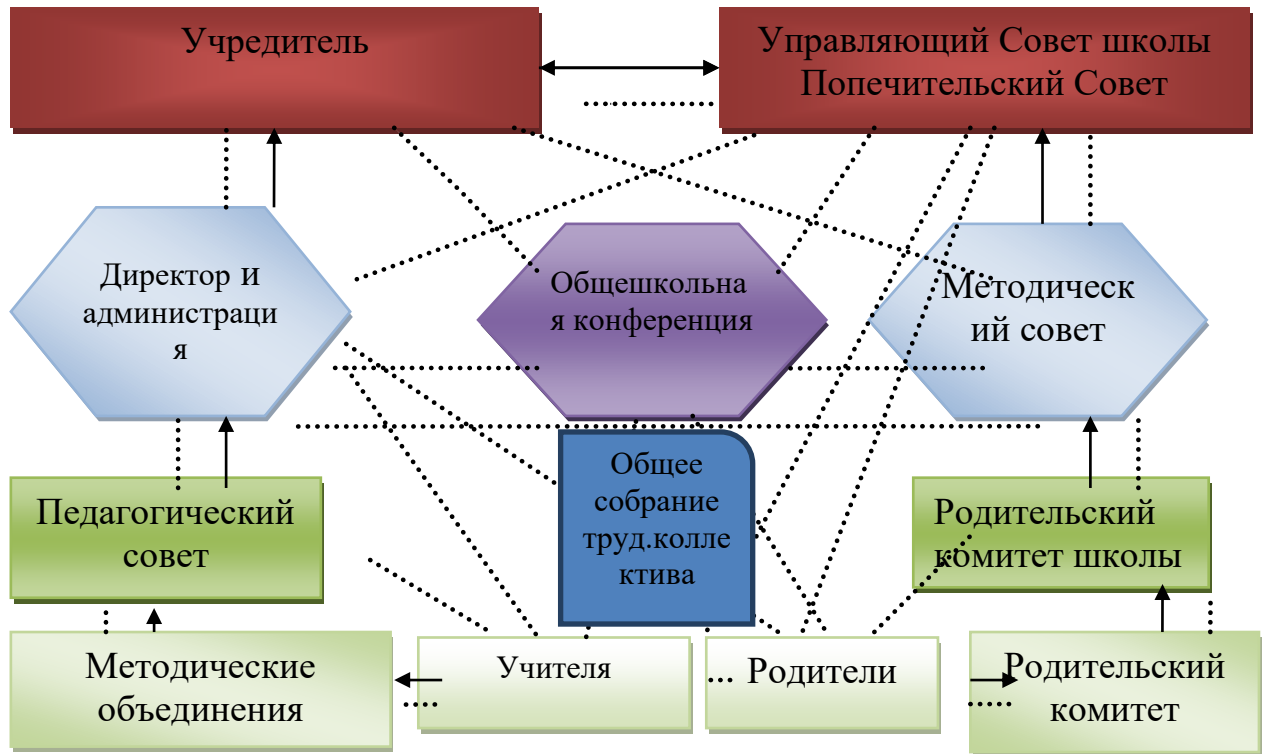 Учредитель
Управляющий Совет школы
Попечительский Совет
Директор и
администраци
я
Общешкольна
я конференция
Методическ
ий совет
Общее
собрание
труд.колле
ктива
Педагогический
совет
Родительский
комитет школы
Методические
объединения
Учителя
Родители
Родительский
комитет